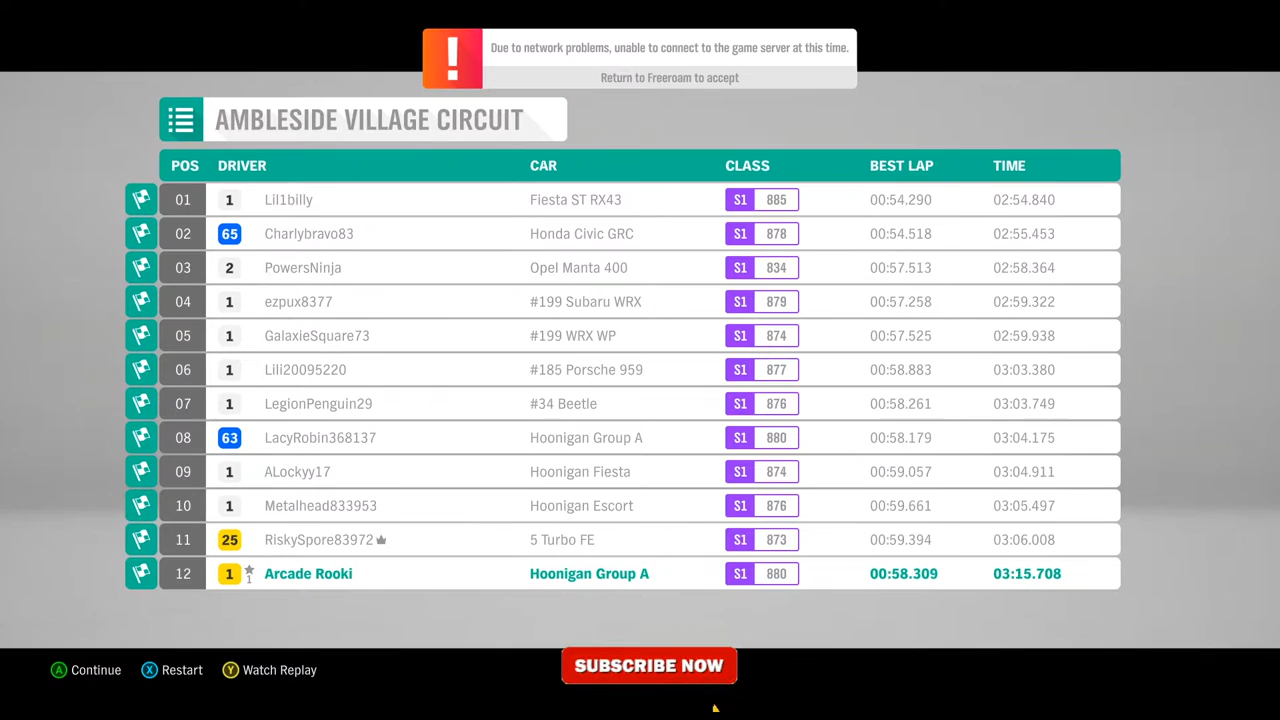 !
Due to network problems, unable to connect to the game server at this time.
Return to Freeroam to accept
AMBLESIDE VILLAGE CIRCUIT
POS DRIVER CAR CLASS BEST LAP TIME
01 1 Lil1billy Fiesta ST RX43 S1 885 00:54.290 02:54.840
02 65 Charlybravo83 Honda Civic GRC S1 878 00:54.518 02:55.453
03 2 PowersNinja Opel Manta 400 S1 834 00:57.513 02:58.364
04 1 ezpux8377 #199 Subaru WRX S1 879 00:57.258 02:59.322
05 1 GalaxieSquare73 #199 WRX WP S1 874 00:57.525 02:59.938
06 1 Lili20095220 #185 Porsche 959 S1 877 00:58.883 03:03.380
07 1 LegionPenguin29 #34 Beetle S1 876 00:58.261 03:03.749
08 63 LacyRobin368137 Hoonigan Group A S1 880 00:58.179 03:04.175
09 1 ALockyy17 Hoonigan Fiesta S1 874 00:59.057 03:04.911
10 1 Metalhead833953 Hoonigan Escort S1 876 00:59.661 03:05.497
11 25 RiskySpore83972 5 Turbo FE S1 873 00:59.394 03:06.008
12 1 1 Arcade Rooki Hoonigan Group A S1 880 00:58.309 03:15.708
A Continue X Restart Y Watch Replay
SUBSCRIBE NOW